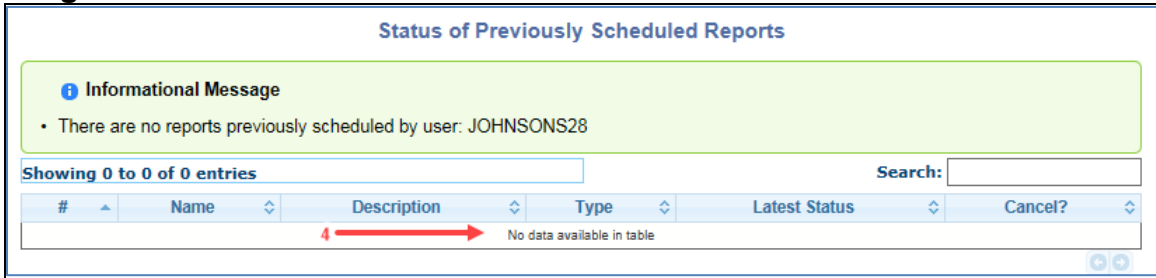 Status of Previously Scheduled Reports
Informational Message
• There are no reports previously scheduled by user: JOHNSONS28
Showing 0 to 0 of 0 entries Search:
# Name Description Type Latest Status Cancel?
4 No data available in table